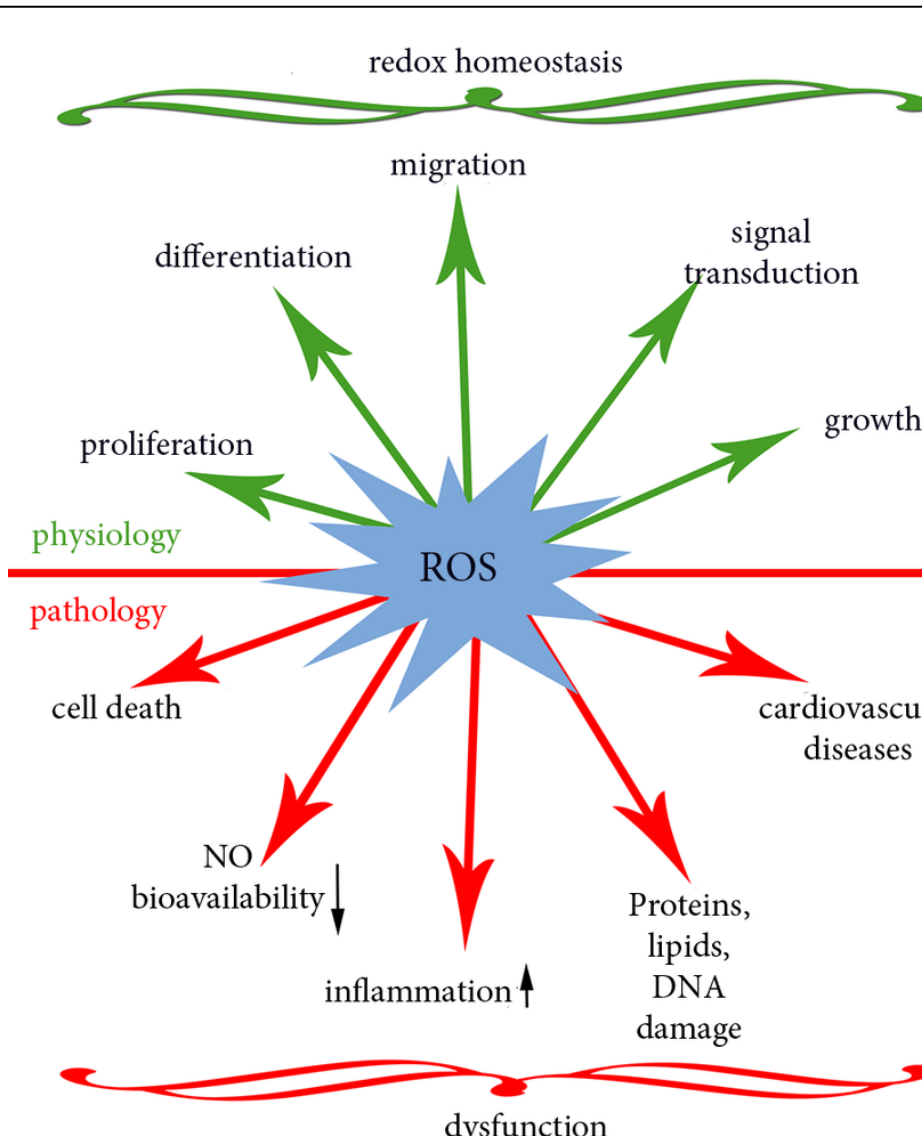 redox homeostasis
migration
differentiation
signal
transduction
proliferation
growth
physiology
ROS
pathology
cell death
cardiovascu
diseases
NO
bioavailability
inflammation
Proteins,
lipids,
DNA
damage
dysfunction